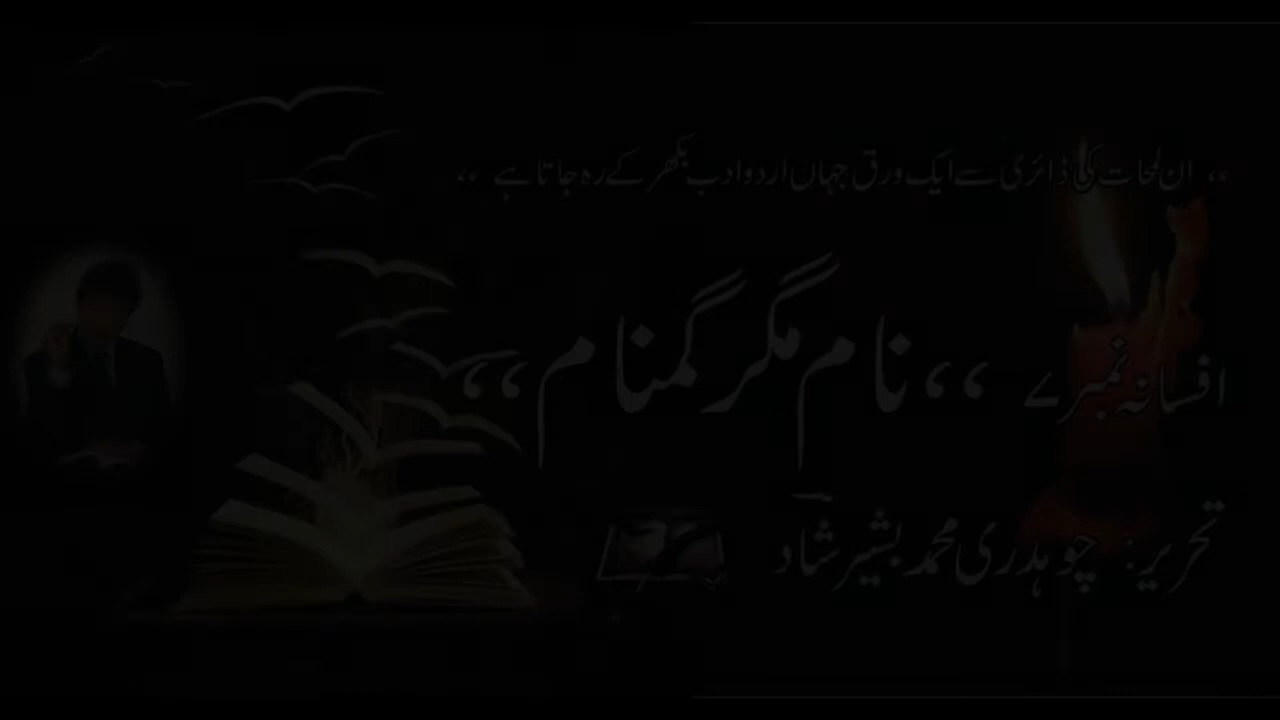 ,, ان لمحات کی ڈائری سے ایک ورق جہاں اردو ادب بکھر کے رہ جاتا ہے ,,
افسانہ نمبر ے ,, نام مگر گمنام ,,
تحریر: چوہدری محمد بشیر شاد